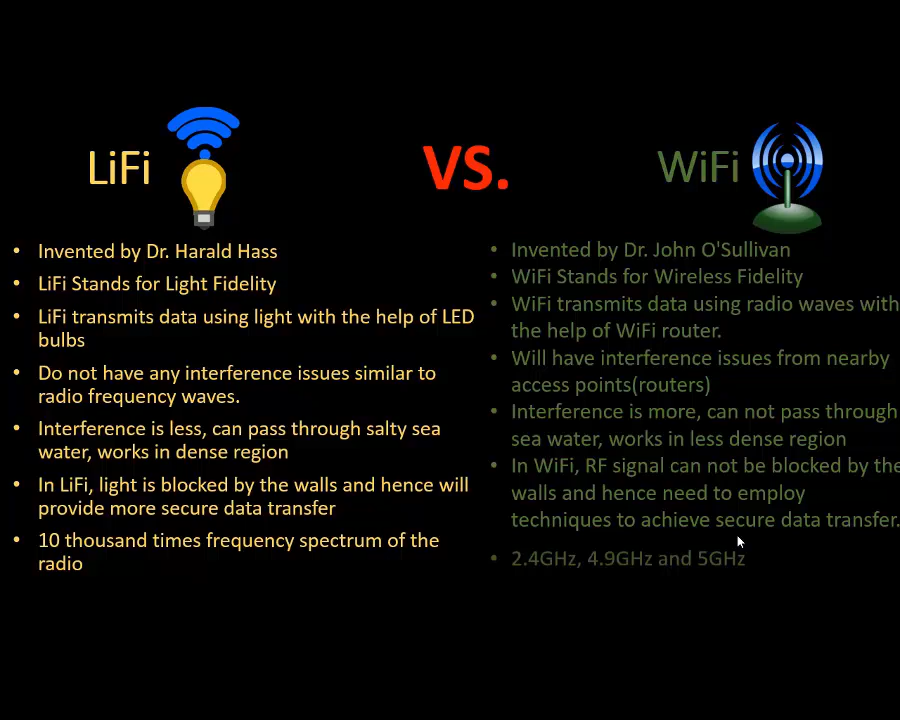 LiFi
VS.
WiFi
• Invented by Dr. Harald Hass
• LiFi Stands for Light Fidelity
• LiFi transmits data using light with the help of LED
bulbs
• Do not have any interference issues similar to
radio frequency waves.
• Interference is less, can pass through salty sea
water, works in dense region
• In LiFi, light is blocked by the walls and hence will
provide more secure data transfer
• 10 thousand times frequency spectrum of the
radio
• Invented by Dr. John O'Sullivan
• WiFi Stands for Wireless Fidelity
• WiFi transmits data using radio waves with
the help of WiFi router.
• Will have interference issues from nearby
access points(routers)
• Interference is more, can not pass through
sea water, works in less dense region
• In WiFi, RF signal can not be blocked by the
walls and hence need to employ
techniques to achieve secure data transfer.
• 2.4GHz, 4.9GHz and 5GHz